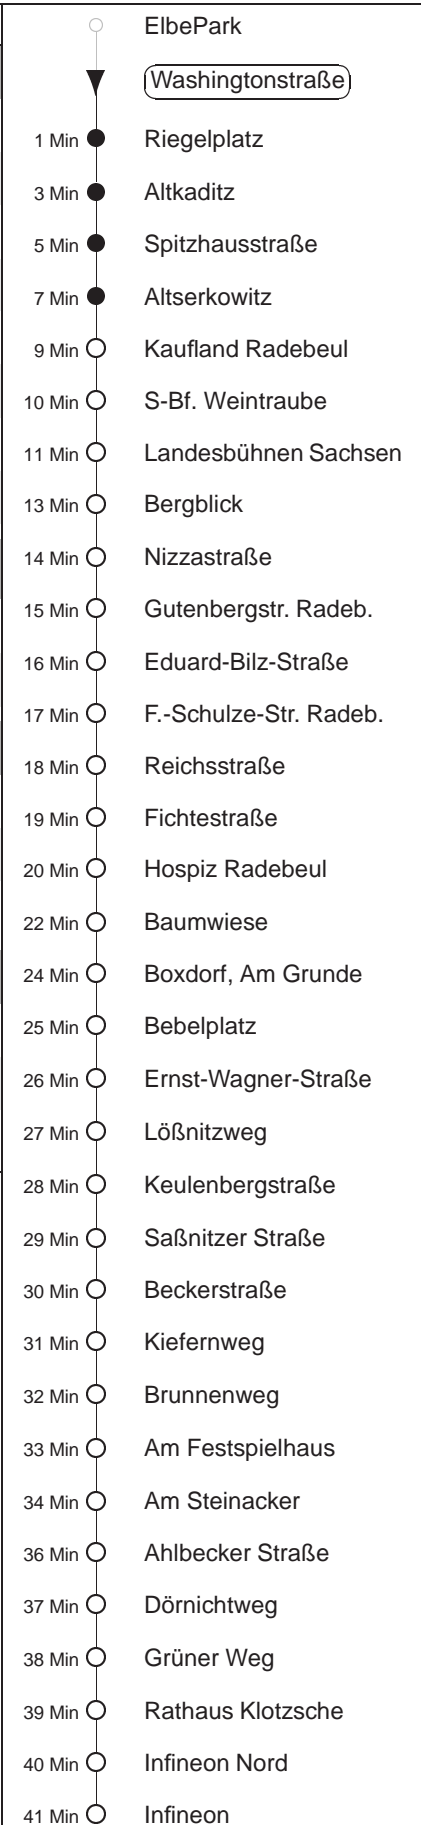 ElbePark
Washingtonstraße
1 Min Riegelplatz
3 Min Altkaditz
5 Min Spitzhausstraße
7 Min Altserkowitz
9 Min Kaufland Radebeul
10 Min S-Bf. Weintraube
11 Min Landesbühnen Sachsen
13 Min Bergblick
14 Min Nizzastraße
15 Min Gutenbergstr. Radeb.
16 Min Eduard-Bilz-Straße
17 Min F.-Schulze-Str. Radeb.
18 Min Reichsstraße
19 Min Fichtestraße
20 Min Hospiz Radebeul
22 Min Baumwiese
24 Min Boxdorf, Am Grunde
25 Min Bebelplatz
26 Min Ernst-Wagner-Straße
27 Min Lößnitzweg
28 Min Keulenbergstraße
29 Min Saßnitzer Straße
30 Min Beckerstraße
31 Min Kiefernweg
32 Min Brunnenweg
33 Min Am Festspielhaus
34 Min Am Steinacker
36 Min Ahlbecker Straße
37 Min Dörnichtweg
38 Min Grüner Weg
39 Min Rathaus Klotzsche
40 Min Infineon Nord
41 Min Infineon